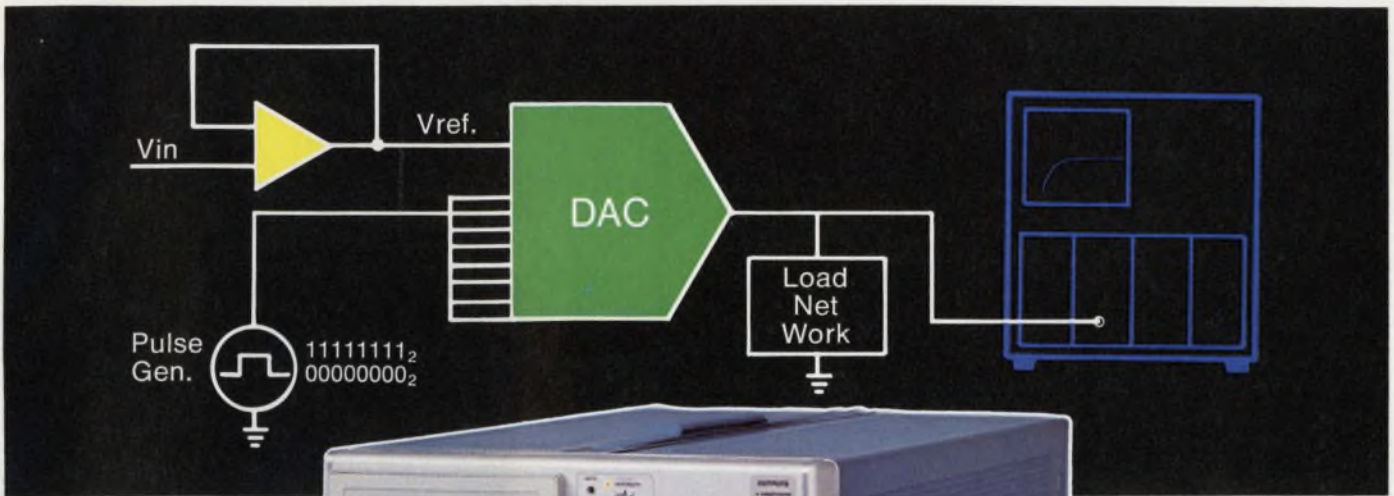 Vin
Vref.
DAC
Load
Net
Work
Pulse
Gen.
11111111₂
00000000₂